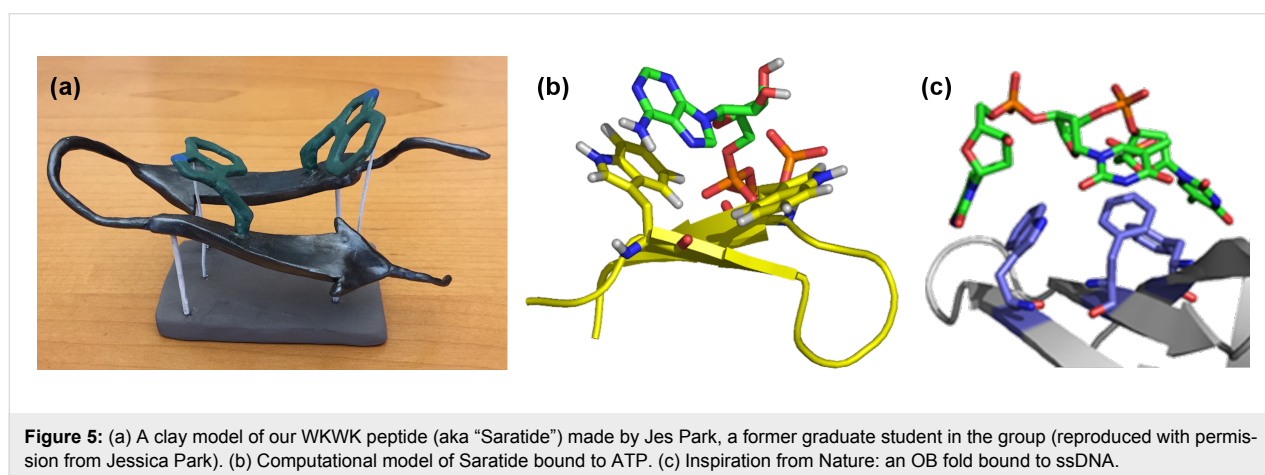 (a)
(b)
(c)
Figure 5: (a) A clay model of our WKWK peptide (aka “Saratide”) made by Jes Park, a former graduate student in the group (reproduced with permis-
sion from Jessica Park). (b) Computational model of Saratide bound to ATP. (c) Inspiration from Nature: an OB fold bound to ssDNA.